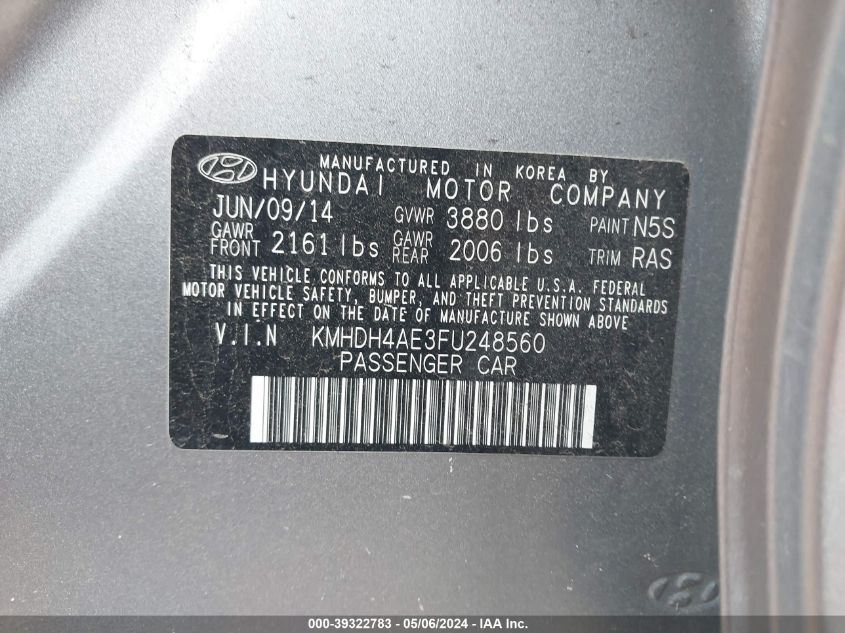 MANUFACTURED IN KOREA BY
HYUNDAI MOTOR COMPANY
JUN/09/14 GVWR 3880 lbs PAINT N5S
GAWR FRONT 2161 lbs GAWR REAR 2006 lbs TRIM RAS
THIS VEHICLE CONFORMS TO ALL APPLICABLE U.S.A. FEDERAL
MOTOR VEHICLE SAFETY, BUMPER, AND THEFT PREVENTION STANDARDS
IN EFFECT ON THE DATE OF MANUFACTURE SHOWN ABOVE
V.I.N KMHDH4AE3FU248560
PASSENGER CAR
000-39322783 - 05/06/2024 - IAA Inc.